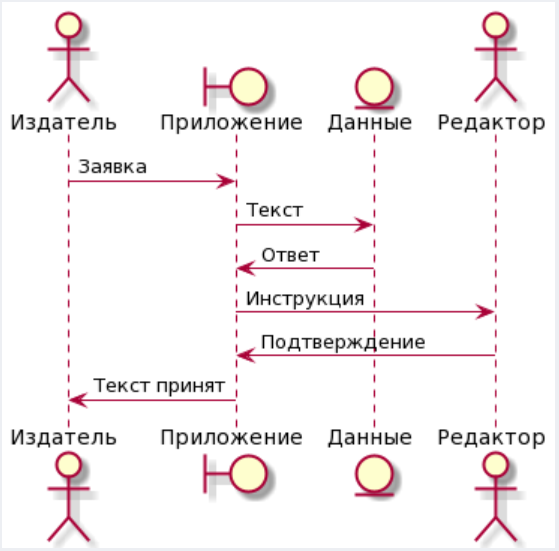 Издатель Приложение Данные Редактор
Заявка
Текст
Ответ
Инструкция
Подтверждение
Текст принят
Издатель Приложение Данные Редактор